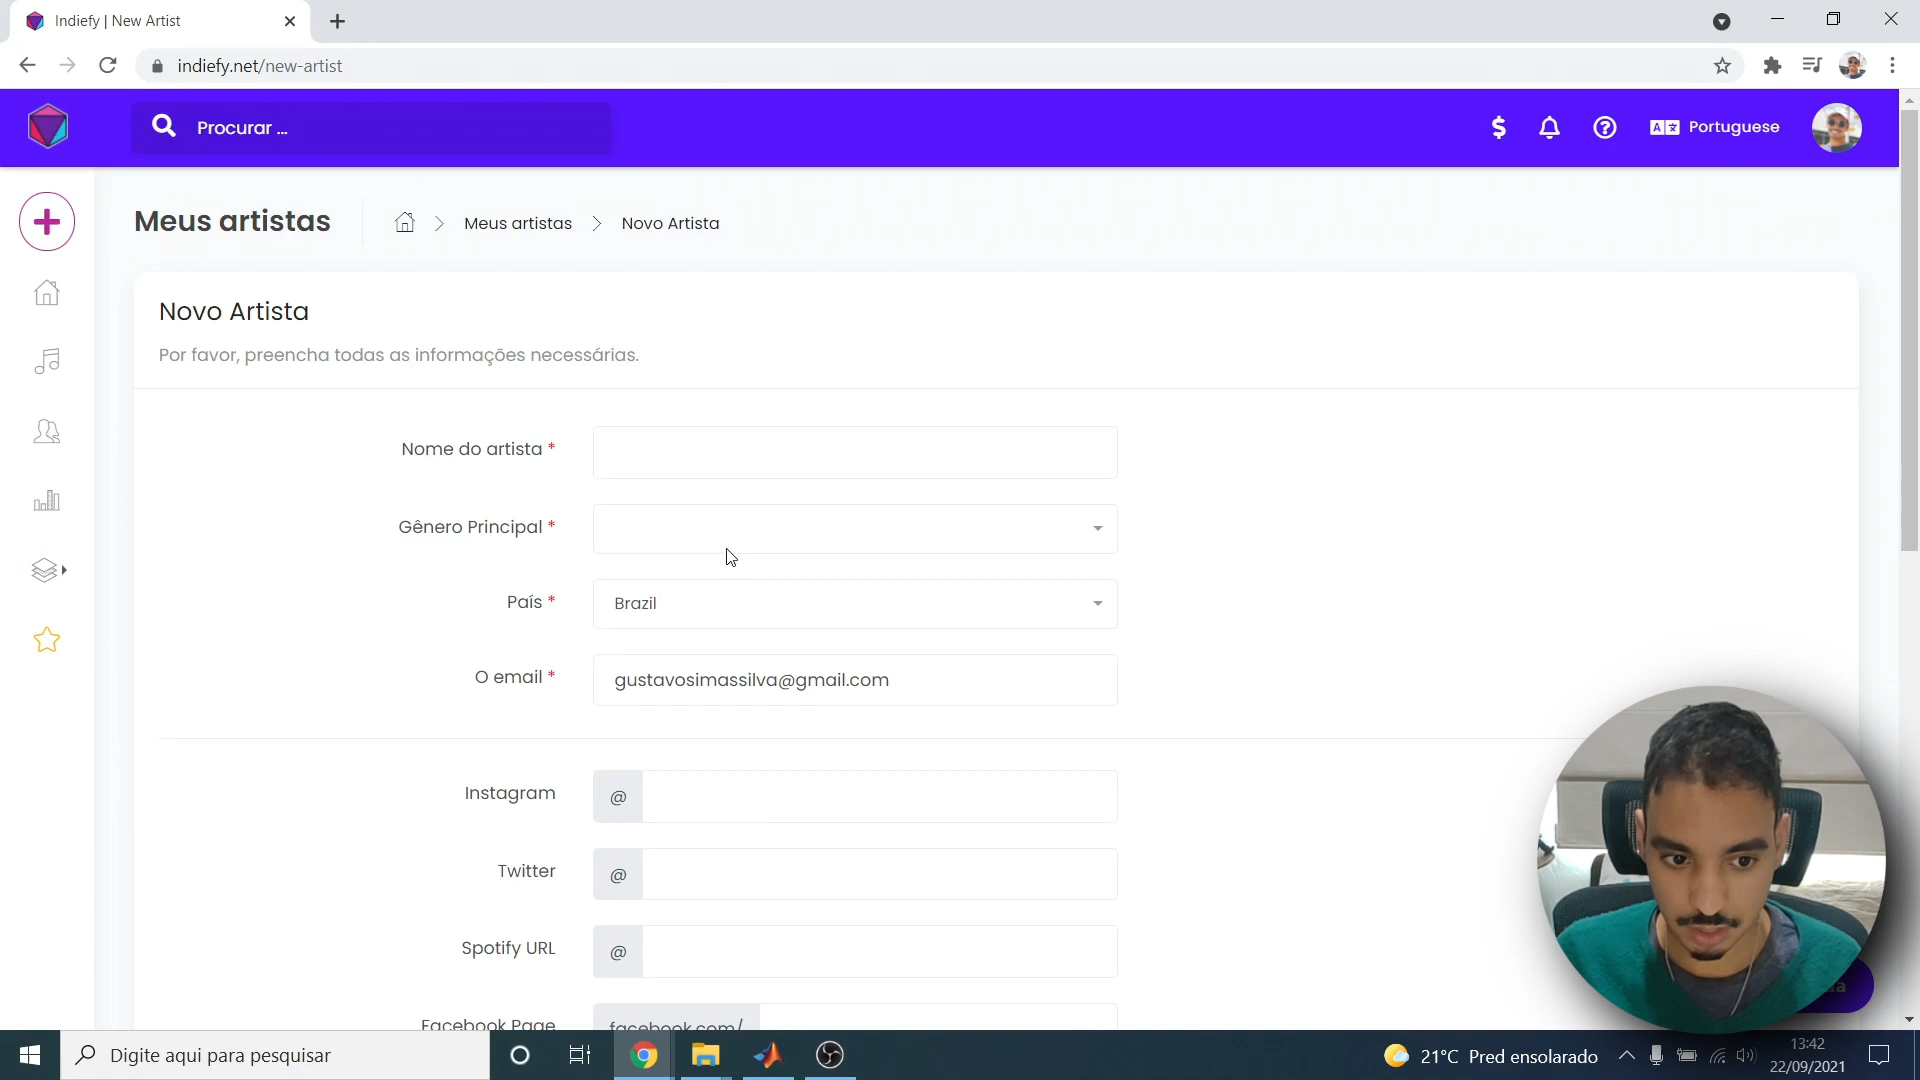 Indiefy | New Artist
indiefy.net/new-artist
Procurar ...
Portuguese
Meus artistas
Meus artistas
Novo Artista
Novo Artista
Por favor, preencha todas as informações necessárias.
Nome do artista *
Gênero Principal *
País *
Brazil
O email *
gustavosimassilva@gmail.com
Instagram
@
Twitter
@
Spotify URL
@
Facebook Page
facebook.com/
Digite aqui para pesquisar
21°C Pred ensolarado
13:42
22/09/2021